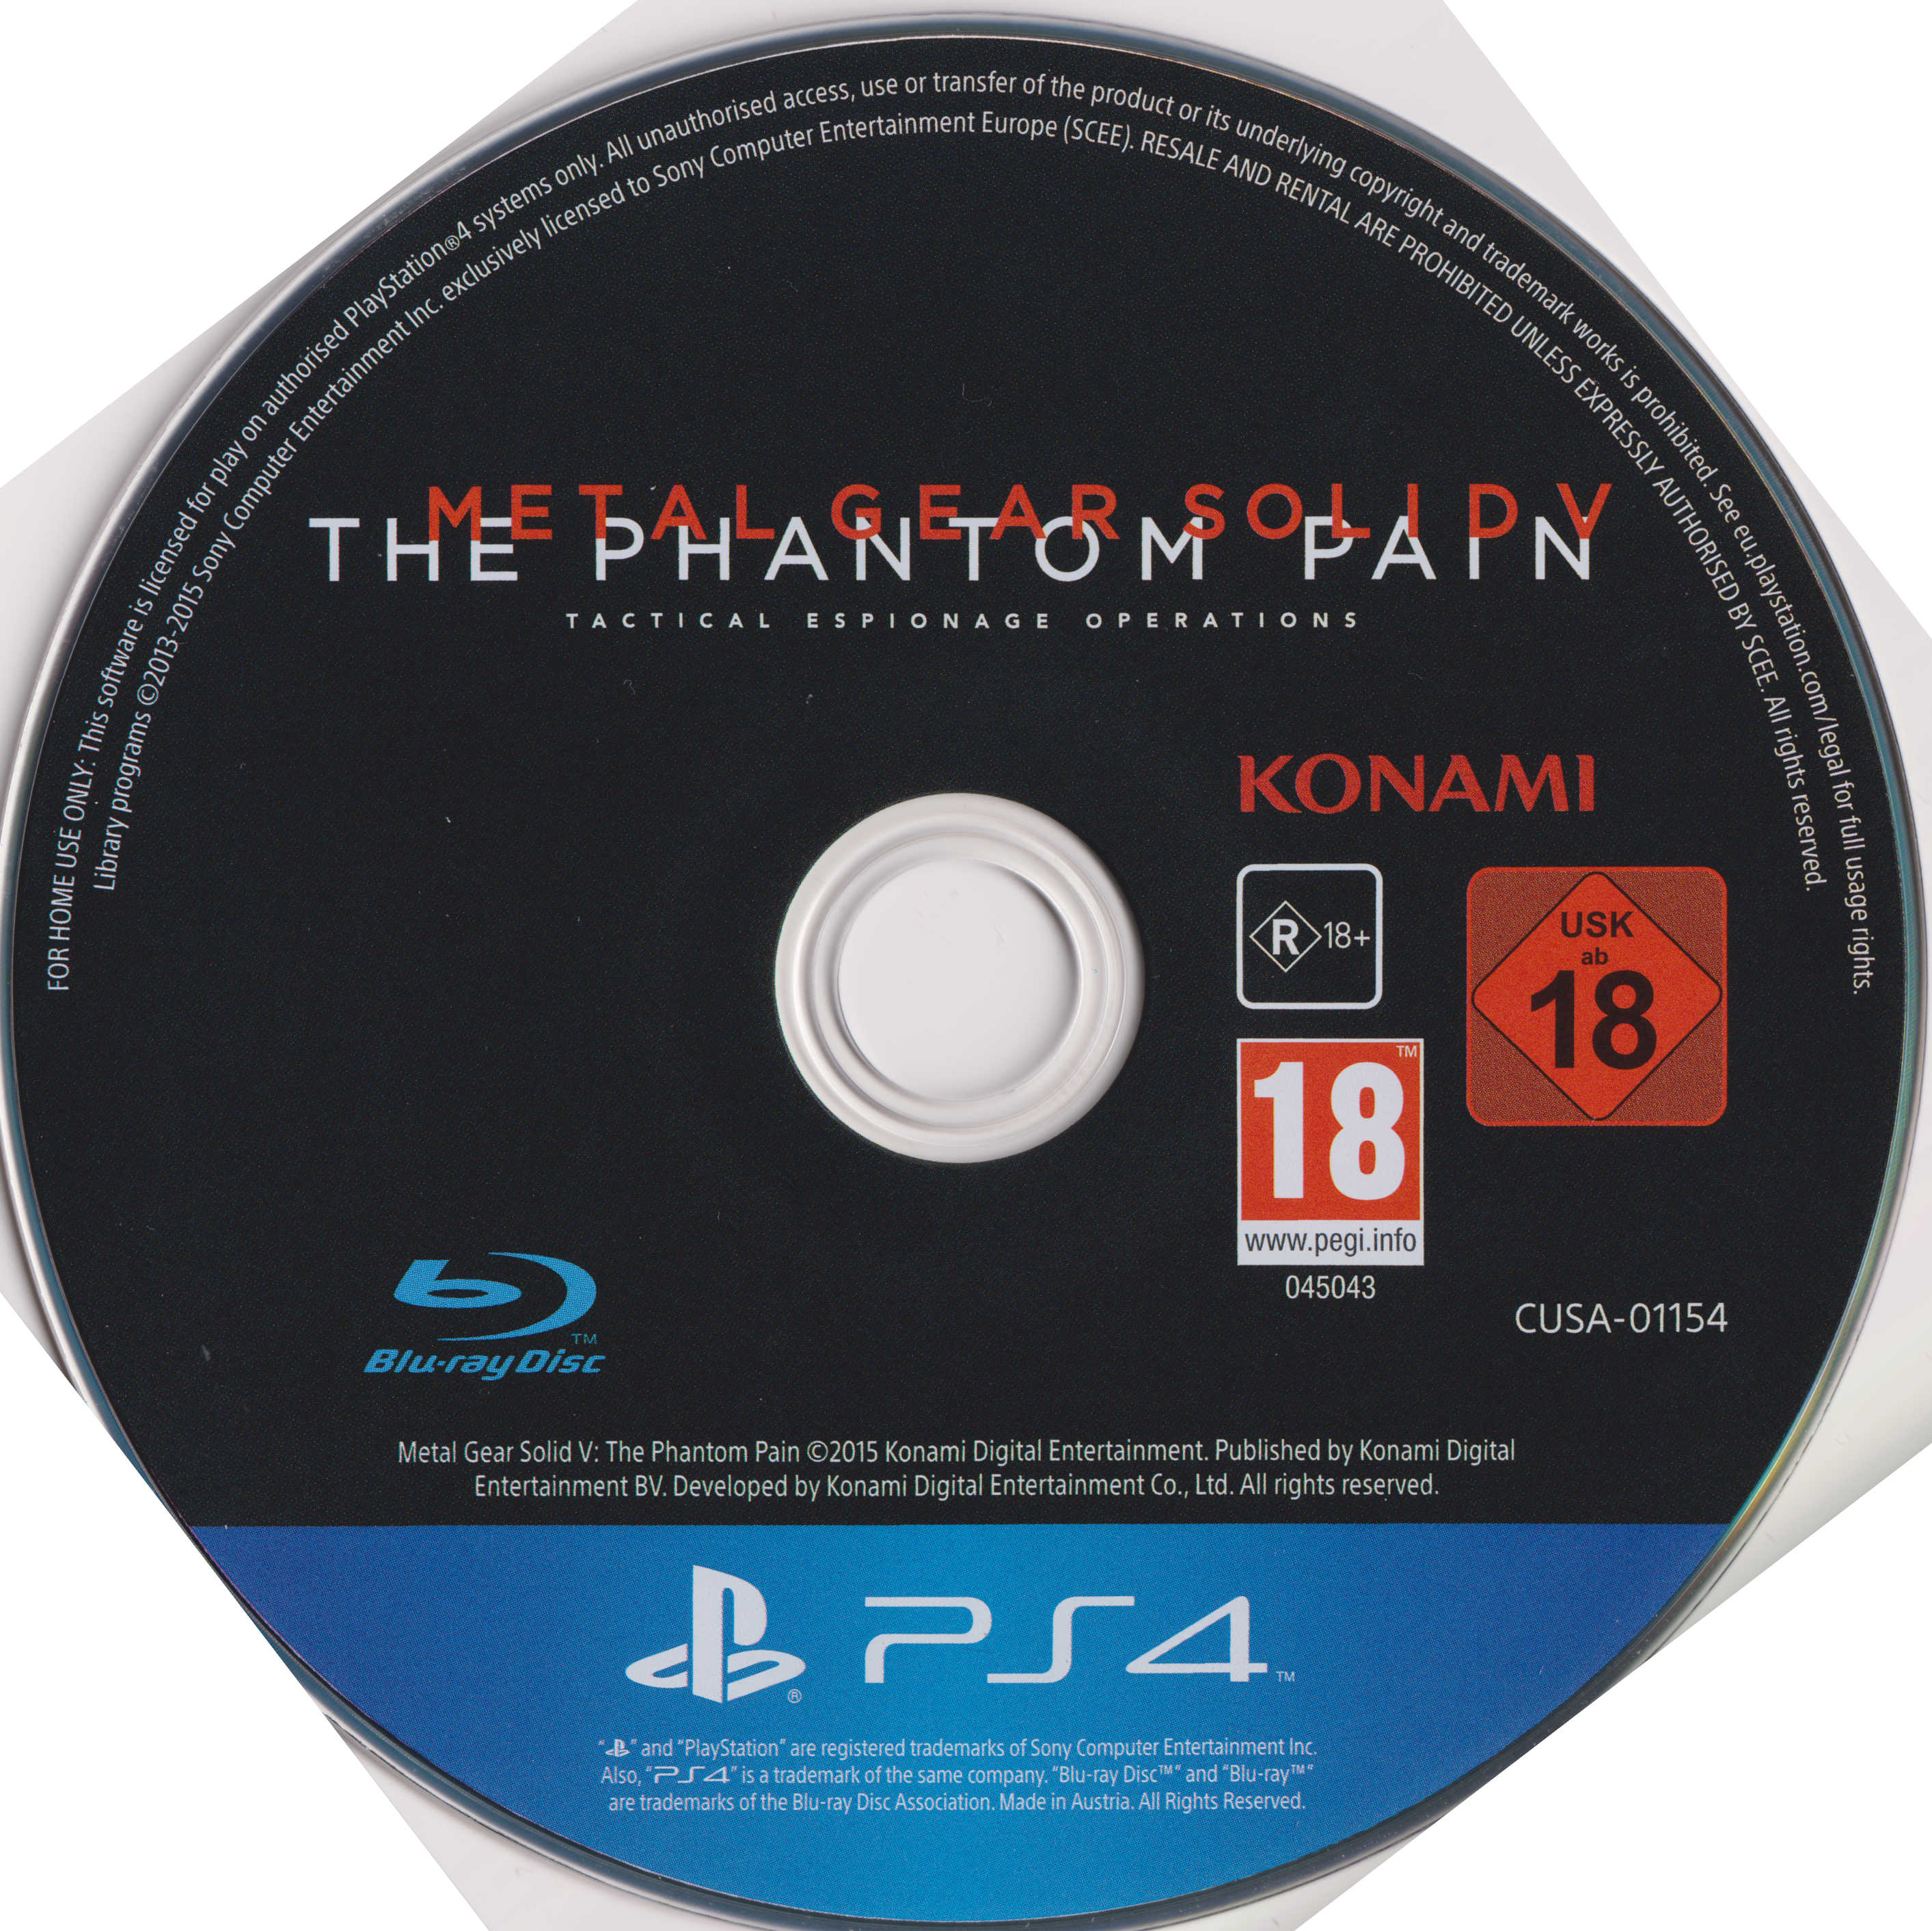 FOR HOME USE ONLY: This software is licensed for play on authorised PlayStation®4 systems only. All unauthorised access, use or transfer of the product or its underlying copyright and trademark works is prohibited. See eu.playstation.com/legal for full usage rights.
Library programs ©2013-2015 Sony Computer Entertainment Inc. exclusively licensed to Sony Computer Entertainment Europe (SCEE). RESALE AND RENTAL ARE PROHIBITED UNLESS EXPRESSLY AUTHORISED BY SCEE. All rights reserved.
METAL GEAR SOLID V
THE PHANTOM PAIN
TACTICAL ESPIONAGE OPERATIONS
KONAMI
R 18+
USK
ab
18
18™
www.pegi.info
045043
CUSA-01154
Blu-ray Disc™
Metal Gear Solid V: The Phantom Pain ©2015 Konami Digital Entertainment. Published by Konami Digital
Entertainment BV. Developed by Konami Digital Entertainment Co., Ltd. All rights reserved.
® PS4™
“ ” and “PlayStation” are registered trademarks of Sony Computer Entertainment Inc.
Also, “PS4” is a trademark of the same company. “Blu-ray Disc™” and “Blu-ray™”
are trademarks of the Blu-ray Disc Association. Made in Austria. All Rights Reserved.